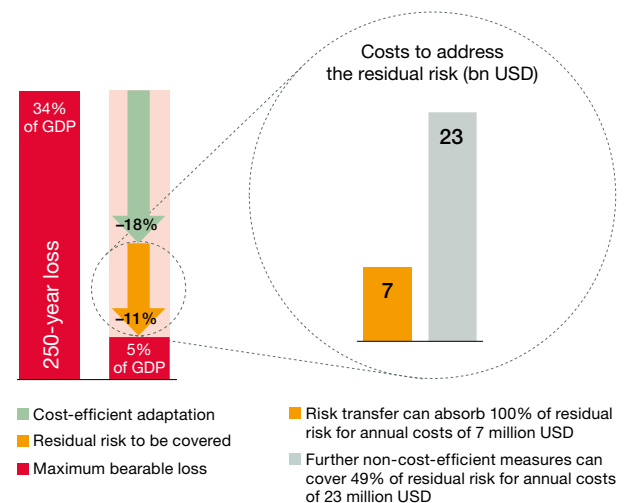 Costs to address
the residual risk (bn USD)
34%
of GDP
250-year loss
–18%
–11%
5%
of GDP
23
7
Cost-efficient adaptation
Residual risk to be covered
Maximum bearable loss
Risk transfer can absorb 100% of residual
risk for annual costs of 7 million USD
Further non-cost-efficient measures can
cover 49% of residual risk for annual costs
of 23 million USD